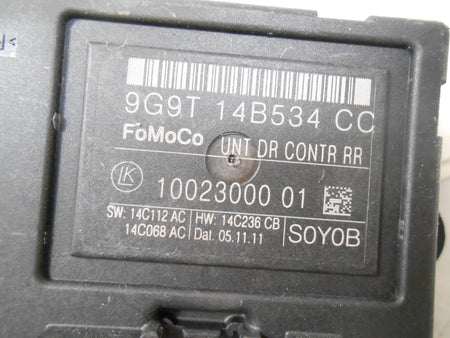 9G9T 14B534 CC
FoMoCo UNT DR CONTR RR
LK 10023000 01
SW: 14C112 AC HW: 14C236 CB
14C068 AC Dat. 05.11.11 S0Y0B